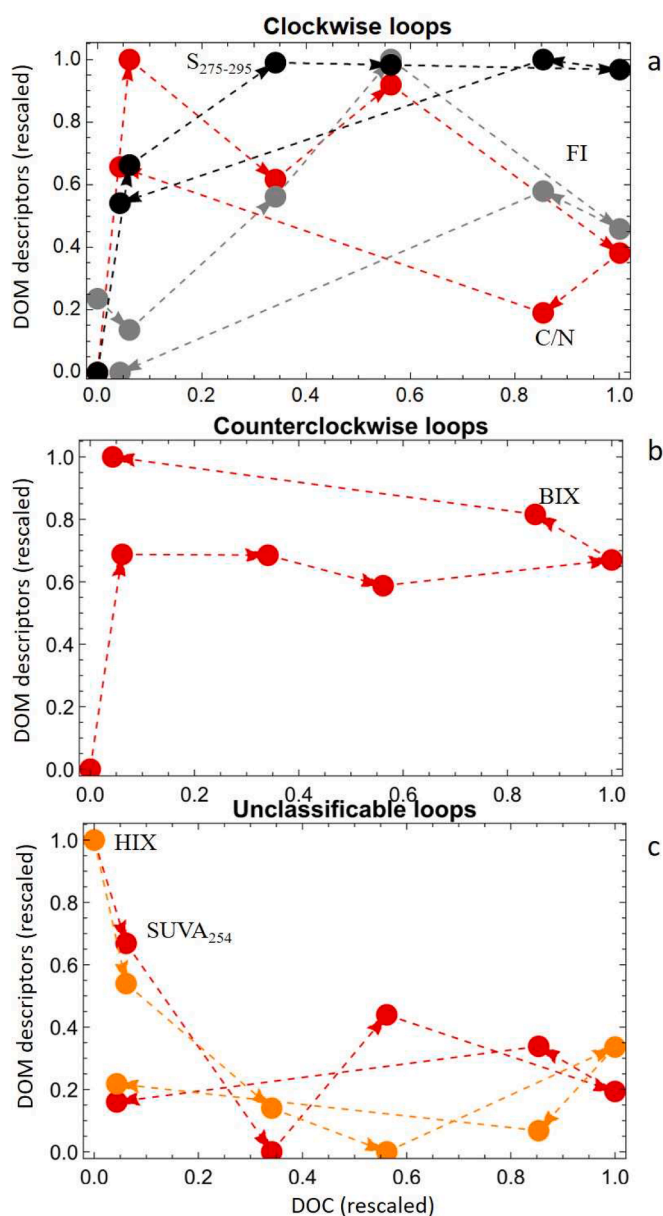 Clockwise loops
a
DOM descriptors (rescaled)
1.0
0.8
0.6
0.4
0.2
0.0
S275-295
FI
C/N
0.0 0.2 0.4 0.6 0.8 1.0
Counterclockwise loops
b
DOM descriptors (rescaled)
1.0
0.8
0.6
0.4
0.2
0.0
BIX
0.0 0.2 0.4 0.6 0.8 1.0
Unclassifiable loops
c
DOM descriptors (rescaled)
1.0
0.8
0.6
0.4
0.2
0.0
HIX
SUVA254
0.0 0.2 0.4 0.6 0.8 1.0
DOC (rescaled)